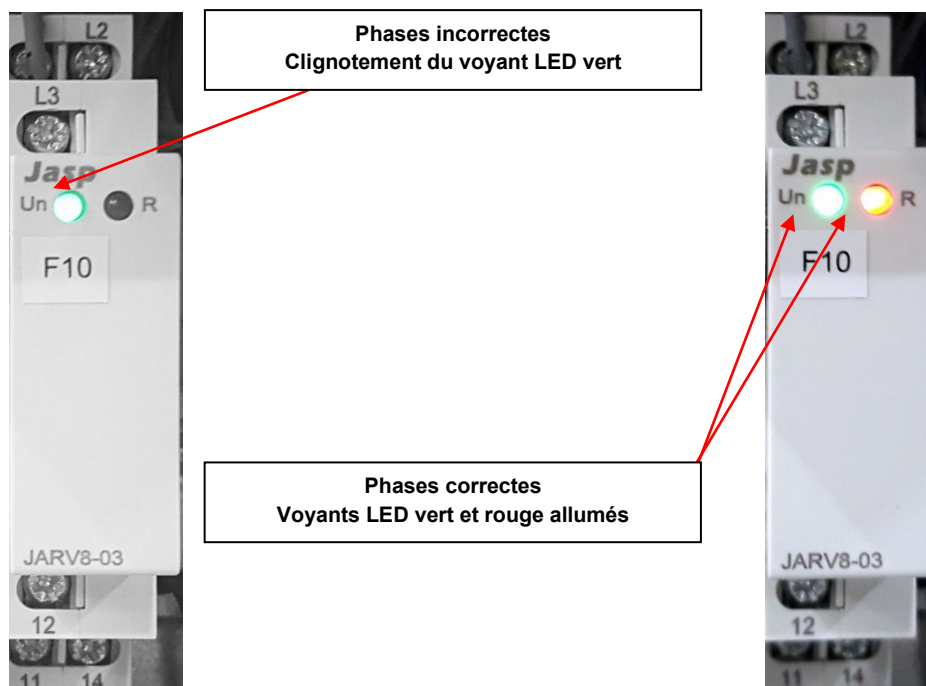 L2
L3
Jasp
Un R
F10
JARV8-03
12
11 14
Phases incorrectes
Clignotement du voyant LED vert
Phases correctes
Voyants LED vert et rouge allumés
L2
L3
Jasp
Un R
F10
JARV8-03
12
11 14